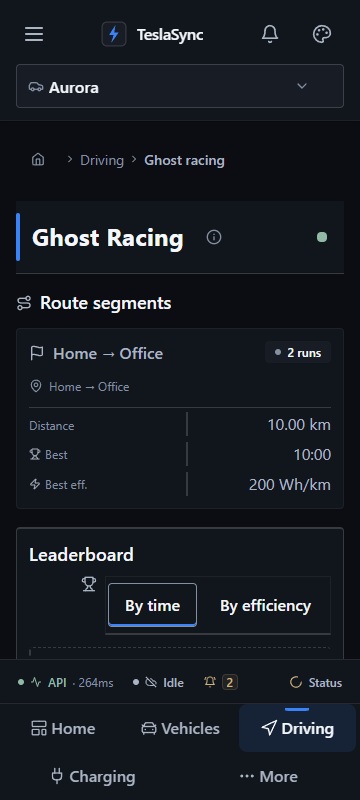 TeslaSync
Aurora
Driving Ghost racing
Ghost Racing
Route segments
Home → Office
2 runs
Home → Office
Distance 10.00 km
Best 10:00
Best eff. 200 Wh/km
Leaderboard
By time By efficiency
API · 264ms Idle 2 Status
Home Vehicles Driving
Charging More